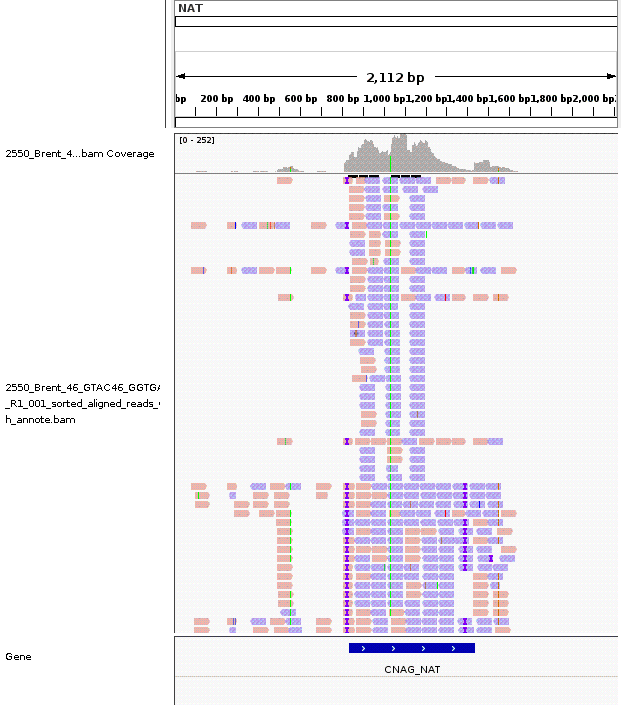 NAT
2,112 bp
bp 200 bp 400 bp 600 bp 800 bp 1,000 bp 1,200 bp 1,400 bp 1,600 bp 1,800 bp 2,000 bp
[0 - 252]
2550_Brent_4...bam Coverage
2550_Brent_46_GTAC46_GGTGA
_R1_001_sorted_aligned_reads_
h_annote.bam
Gene
CNAG_NAT